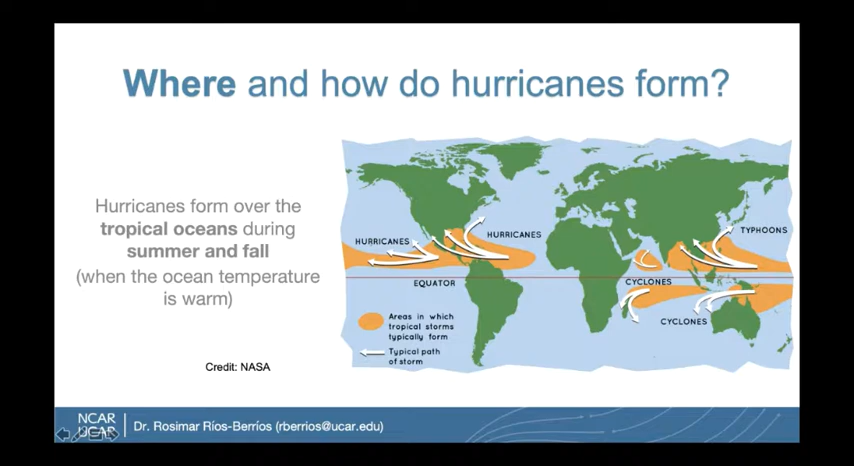 Where and how do hurricanes form?
Hurricanes form over the
tropical oceans during
summer and fall
(when the ocean temperature
is warm)
Credit: NASA
HURRICANES
HURRICANES
TYPHOONS
EQUATOR
CYCLONES
CYCLONES
Areas in which
tropical storms
typically form
Typical path
of storm
NCAR
UCAR
Dr. Rosimar Ríos-Berríos (rberrios@ucar.edu)